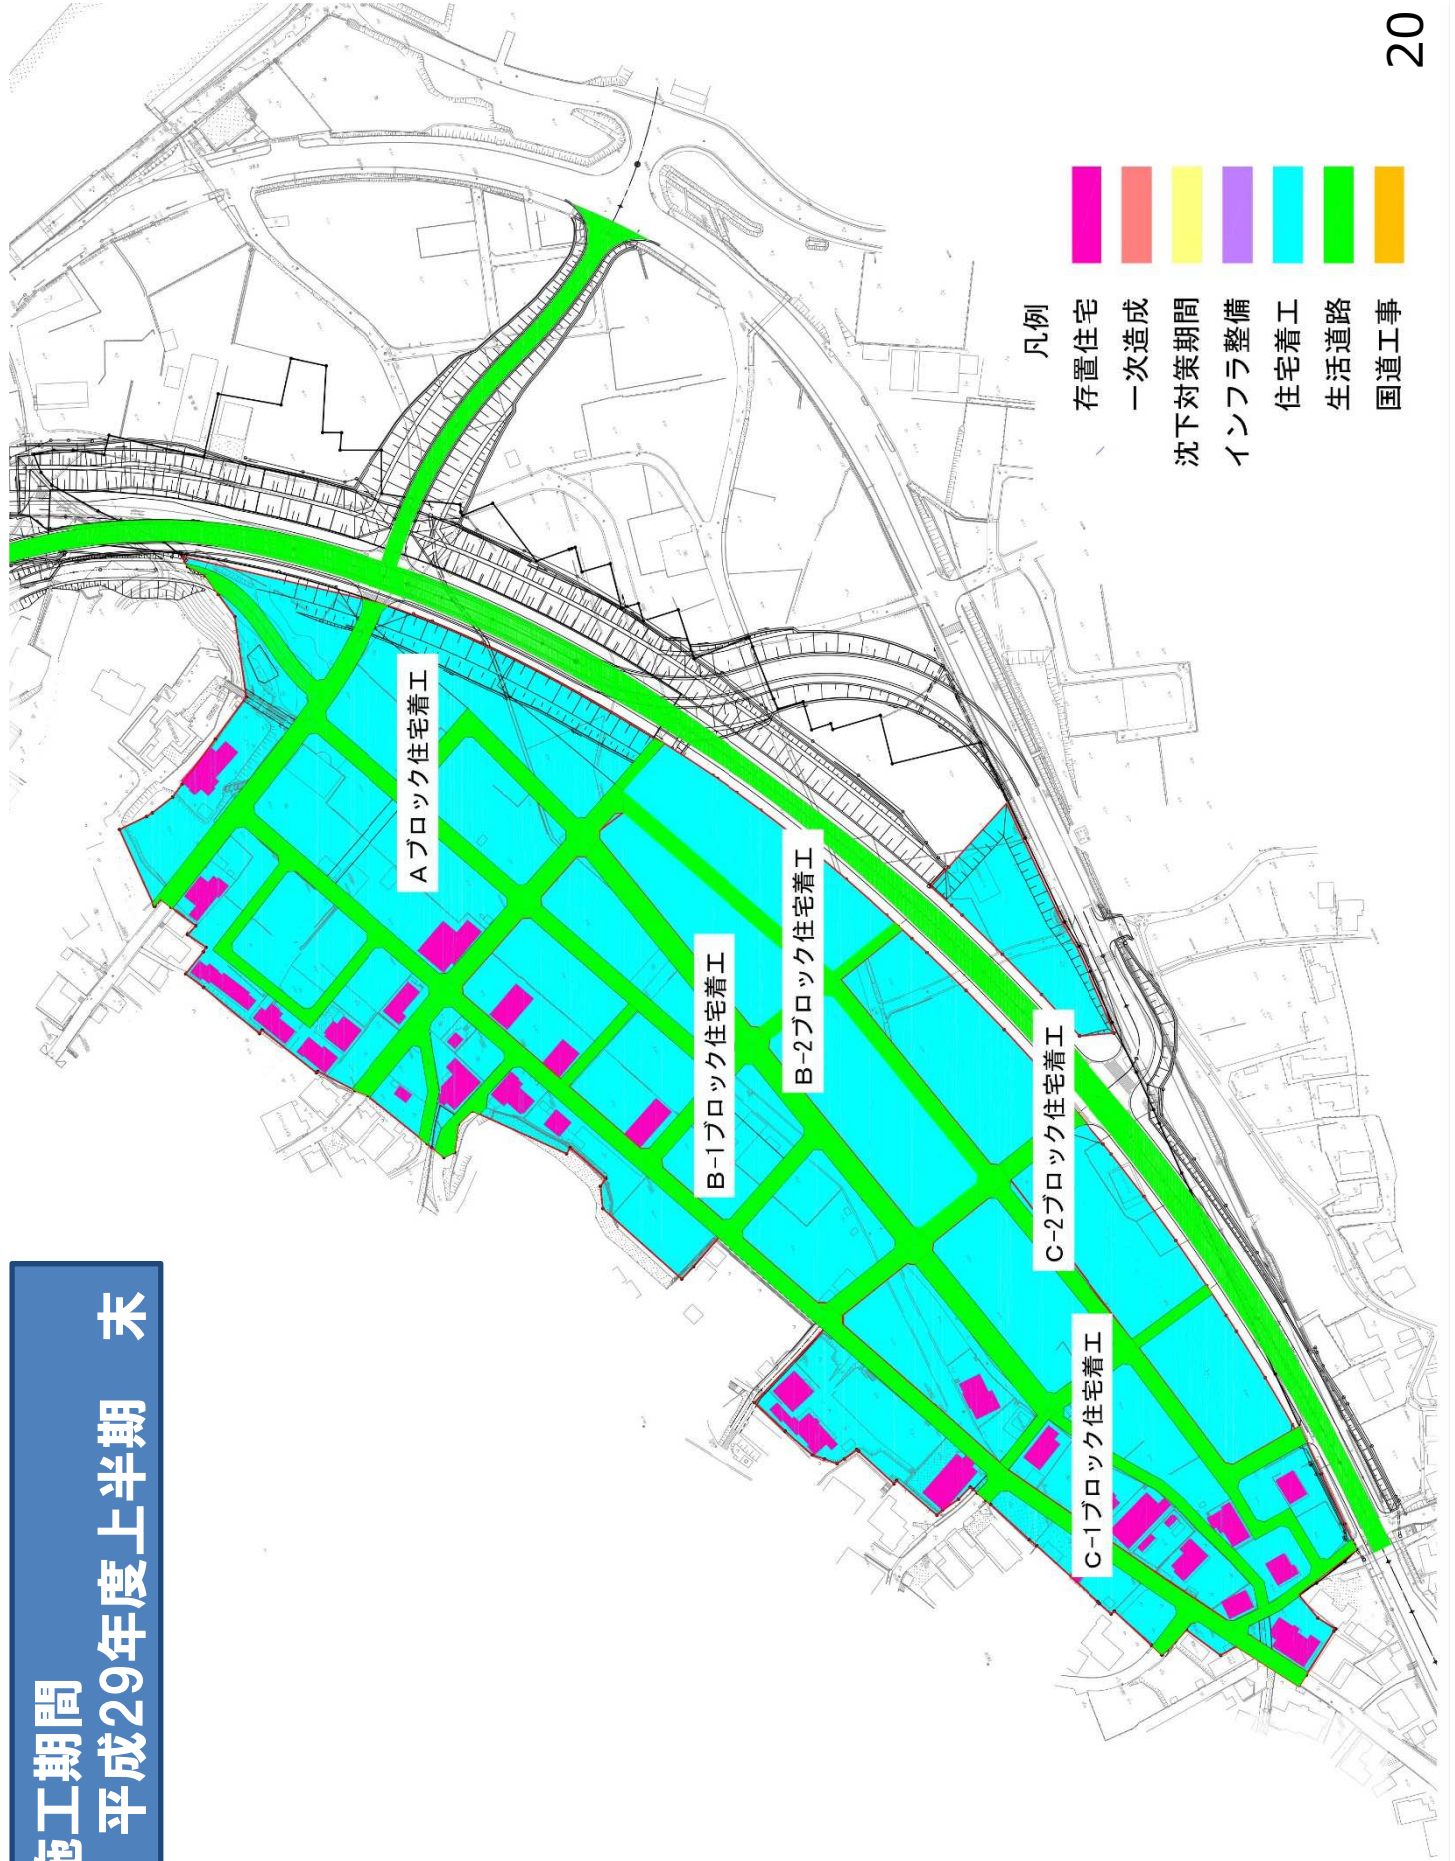 施工期間
平成29年度上半期　末
Aブロック住宅着工
B-1ブロック住宅着工
B-2ブロック住宅着工
C-1ブロック住宅着工
C-2ブロック住宅着工
凡例
存置住宅
一次造成
沈下対策期間
インフラ整備
住宅着工
生活道路
国道工事
20